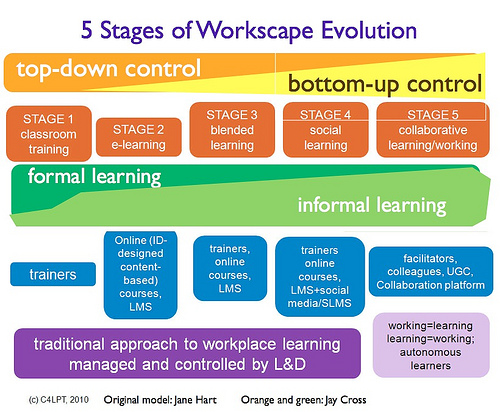 5 Stages of Workscape Evolution
top-down control
bottom-up control
STAGE 1
classroom
training
STAGE 2
e-learning
STAGE 3
blended
learning
STAGE 4
social
learning
STAGE 5
collaborative
learning/working
formal learning
informal learning
trainers
Online (ID-
designed
content-
based)
courses,
LMS
trainers,
online
courses,
LMS
trainers
online
courses,
LMS+social
media/SLMS
facilitators,
colleagues, UGC,
Collaboration platform
traditional approach to workplace learning
managed and controlled by L&D
working=learning
learning=working;
autonomous
learners
(c) C4LPT, 2010 Original model: Jane Hart Orange and green: Jay Cross